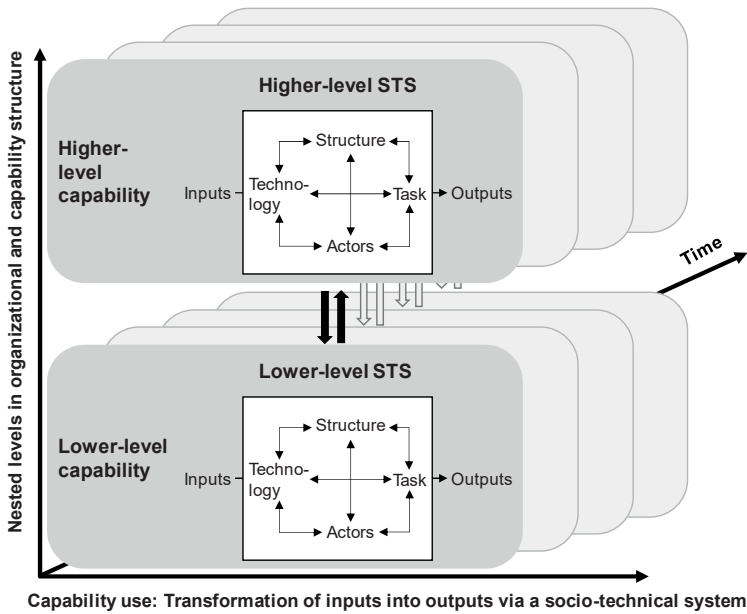 Nested levels in organizational and capability structure
Higher-level STS
Higher-
level
capability
Structure
Inputs
Techno-
logy
Task
Outputs
Actors
Time
Lower-level STS
Lower-level
capability
Structure
Inputs
Techno-
logy
Task
Outputs
Actors
Capability use: Transformation of inputs into outputs via a socio-technical system